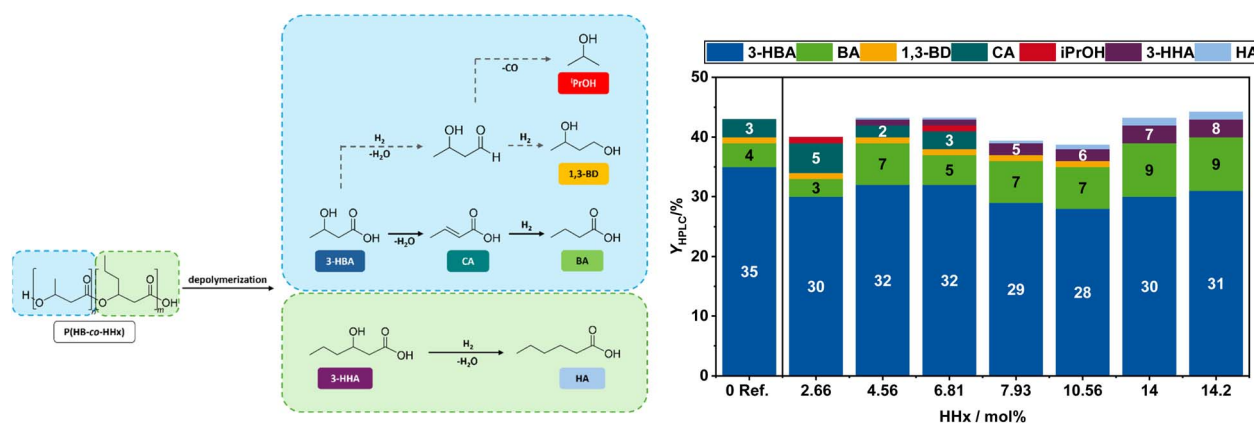 OH
-CO
ⁱPrOH
H₂
-H₂O
OH
O
H
H₂
OH
OH
1,3-BD
OH
O
OH
-H₂O
O
OH
H₂
O
OH
3-HBA
CA
BA
H
O
O
n
O
O
OH
m
P(HB-co-HHx)
depolymerization
OH
O
OH
H₂
-H₂O
O
OH
3-HHA
HA
3-HBA BA 1,3-BD CA iPrOH 3-HHA HA
Y_HPLC/%
50
40
30
20
10
0
3 5 2 3 5 6 7 8
4 3 7 5 7 7 9 9
35 30 32 32 29 28 30 31
0 Ref. 2.66 4.56 6.81 7.93 10.56 14 14.2
HHx / mol%